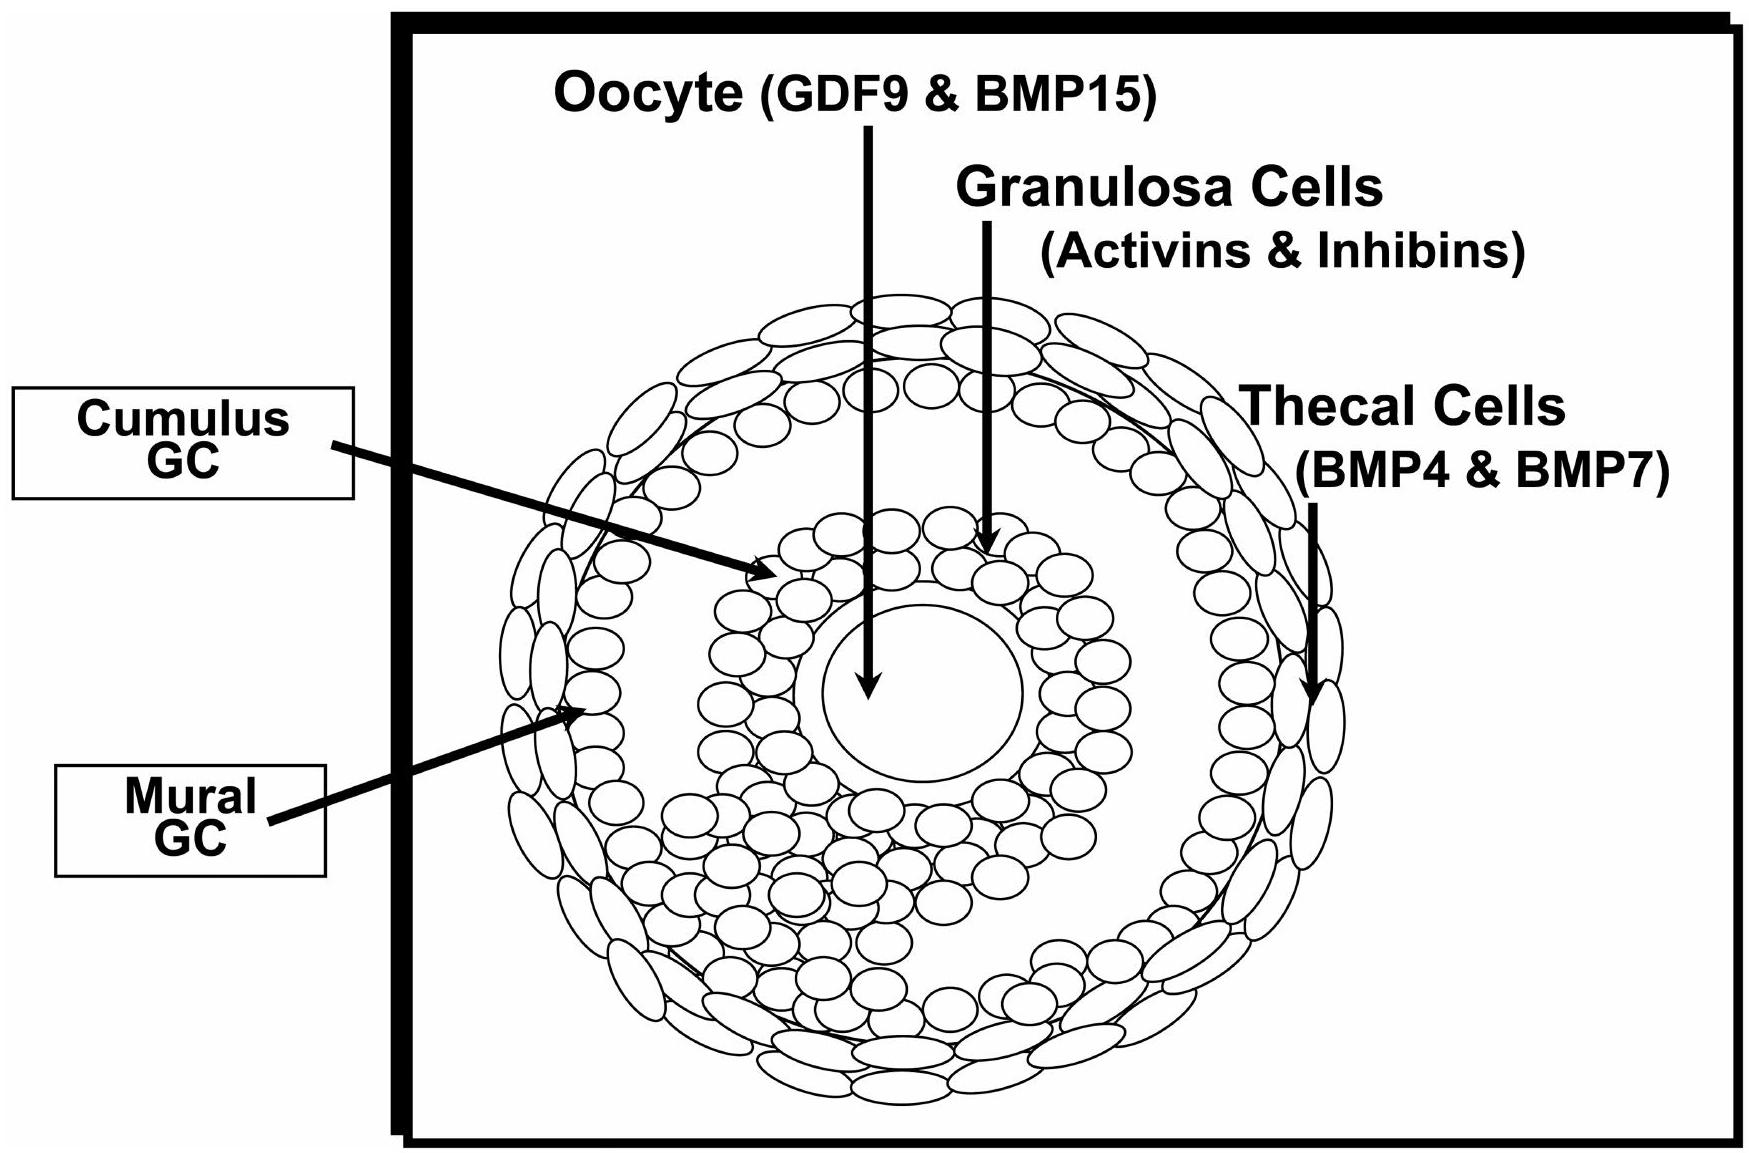 Oocyte (GDF9 & BMP15)
Granulosa Cells
(Activins & Inhibins)
Thecal Cells
(BMP4 & BMP7)
Cumulus
GC
Mural
GC